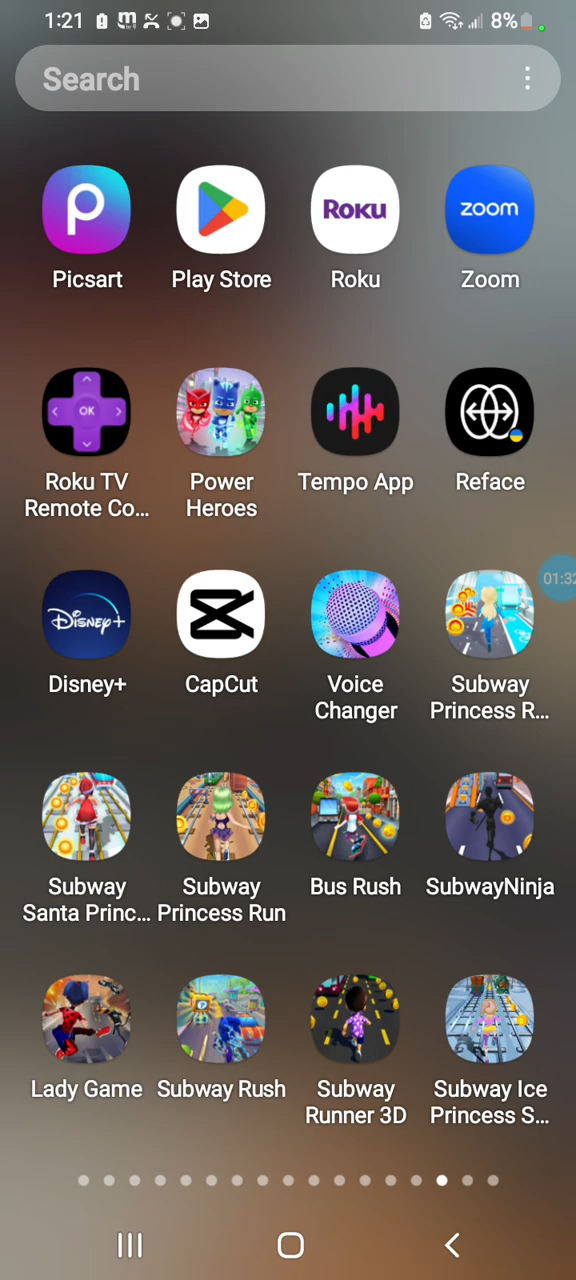 1:21
8%
Search
Picsart Play Store Roku Zoom
Roku
zoom
OK
Roku TV Remote Co... Power Heroes Tempo App Reface
01:32
Disney+
Disney+ CapCut Voice Changer Subway Princess R...
Subway Santa Princ... Subway Princess Run Bus Rush SubwayNinja
Lady Game Subway Rush Subway Runner 3D Subway Ice Princess S...